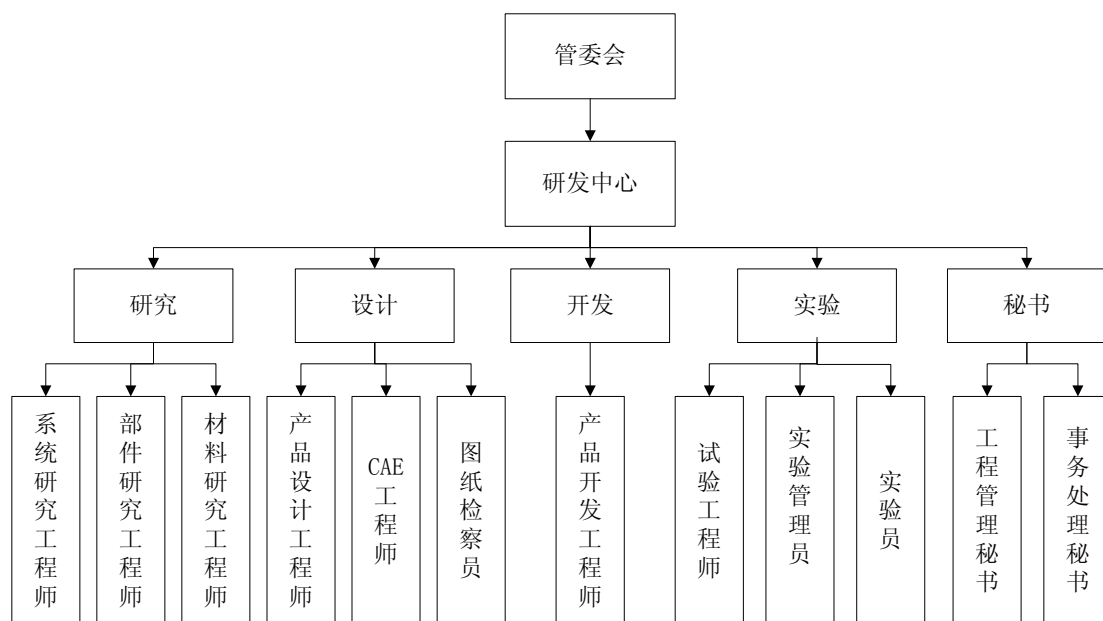 管委会
研发中心
研究
设计
开发
实验
秘书
系统研究工程师
部件研究工程师
材料研究工程师
产品设计工程师
CAE工程师
图纸检察员
产品开发工程师
试验工程师
实验管理员
实验员
工程管理秘书
事务处理秘书